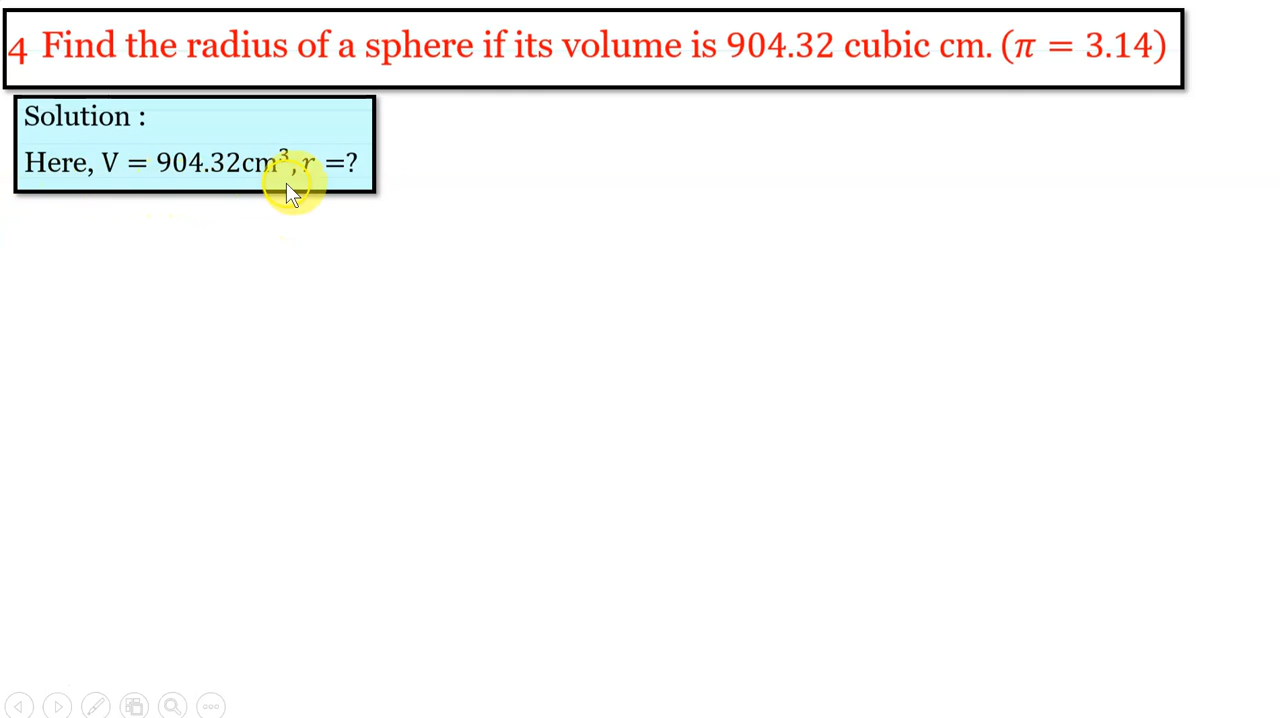 4 Find the radius of a sphere if its volume is 904.32 cubic cm. (π = 3.14)
Solution :
Here, V = 904.32cm³, r =?